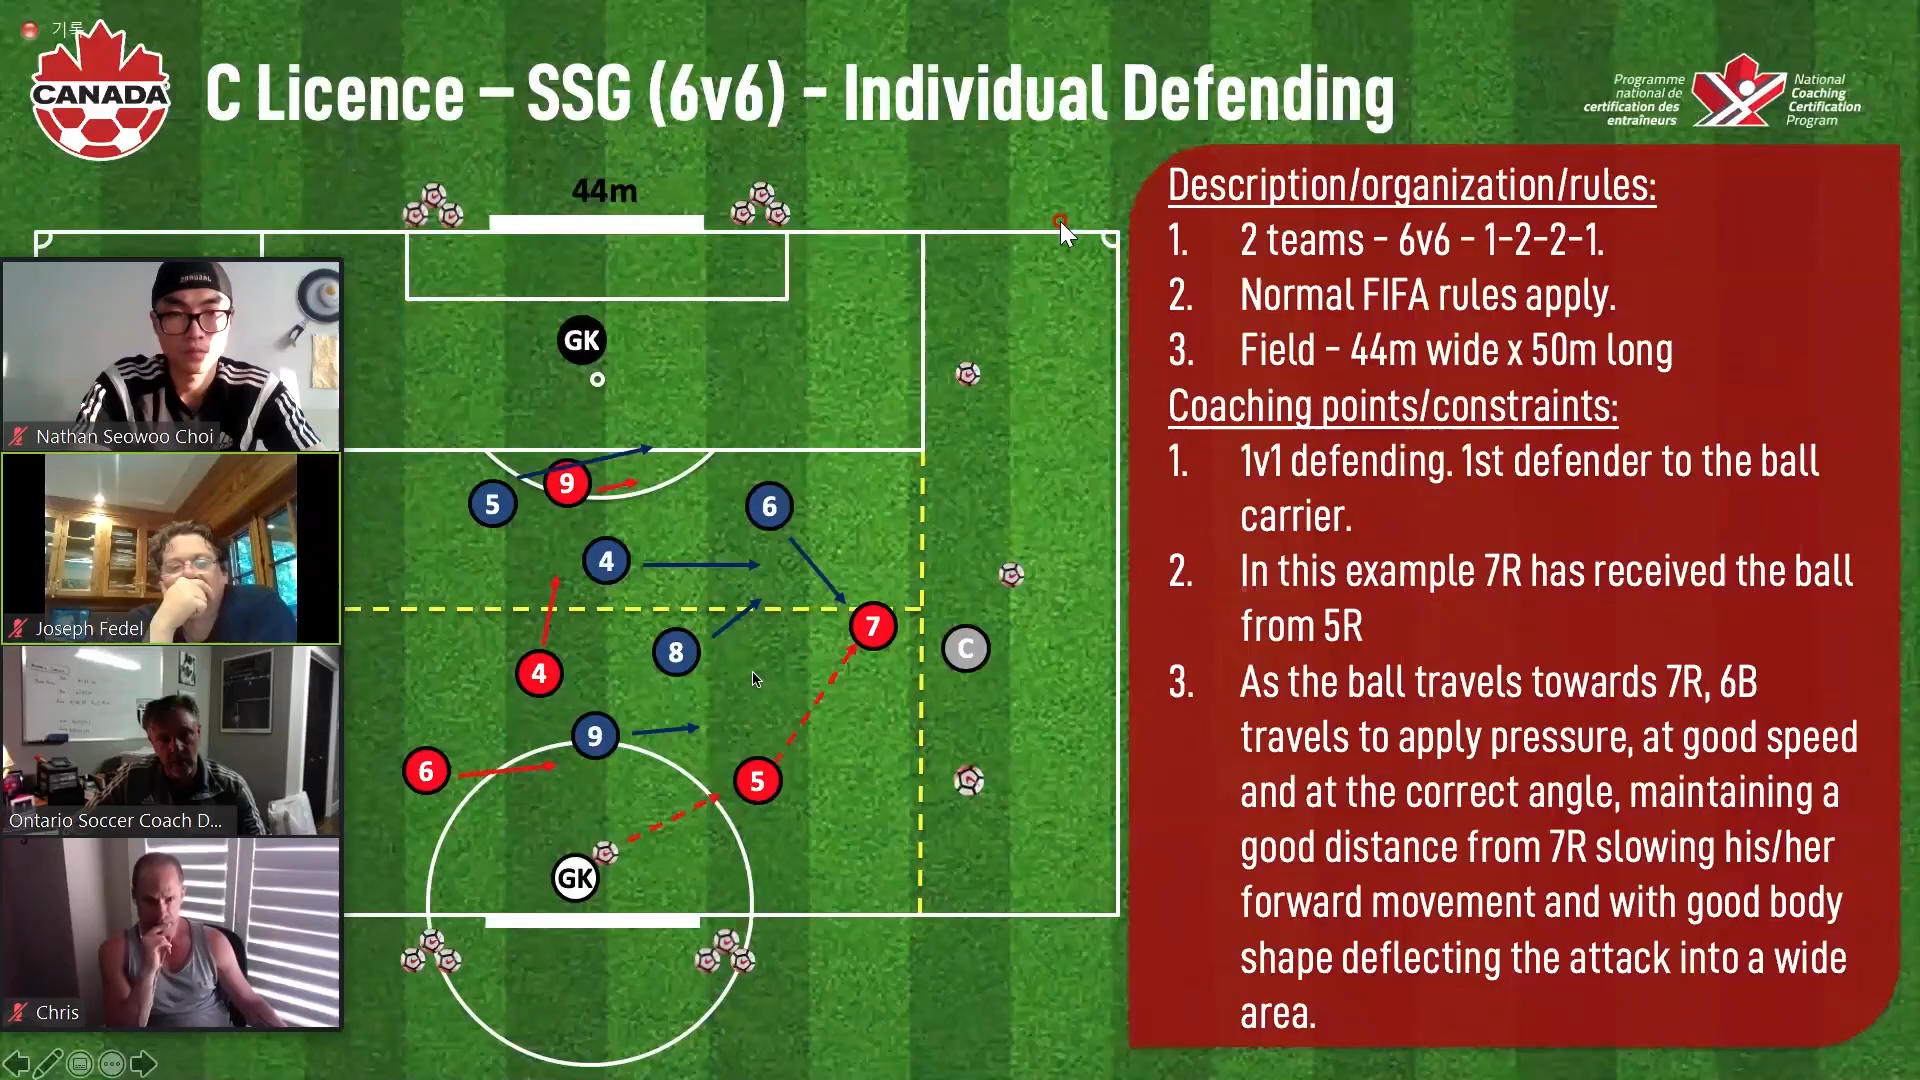 기록
CANADA
C Licence – SSG (6v6) - Individual Defending
Programme
national de
certification des
entraîneurs
National
Coaching
Certification
Program
44m
GK
5
9
6
4
7
8
C
4
9
6
5
GK
Nathan Seowoo Choi
Joseph Fedel
Ontario Soccer Coach D...
Chris
Description/organization/rules:
1. 2 teams - 6v6 - 1-2-2-1.
2. Normal FIFA rules apply.
3. Field - 44m wide x 50m long
Coaching points/constraints:
1. 1v1 defending. 1st defender to the ball
carrier.
2. In this example 7R has received the ball
from 5R
3. As the ball travels towards 7R, 6B
travels to apply pressure, at good speed
and at the correct angle, maintaining a
good distance from 7R slowing his/her
forward movement and with good body
shape deflecting the attack into a wide
area.